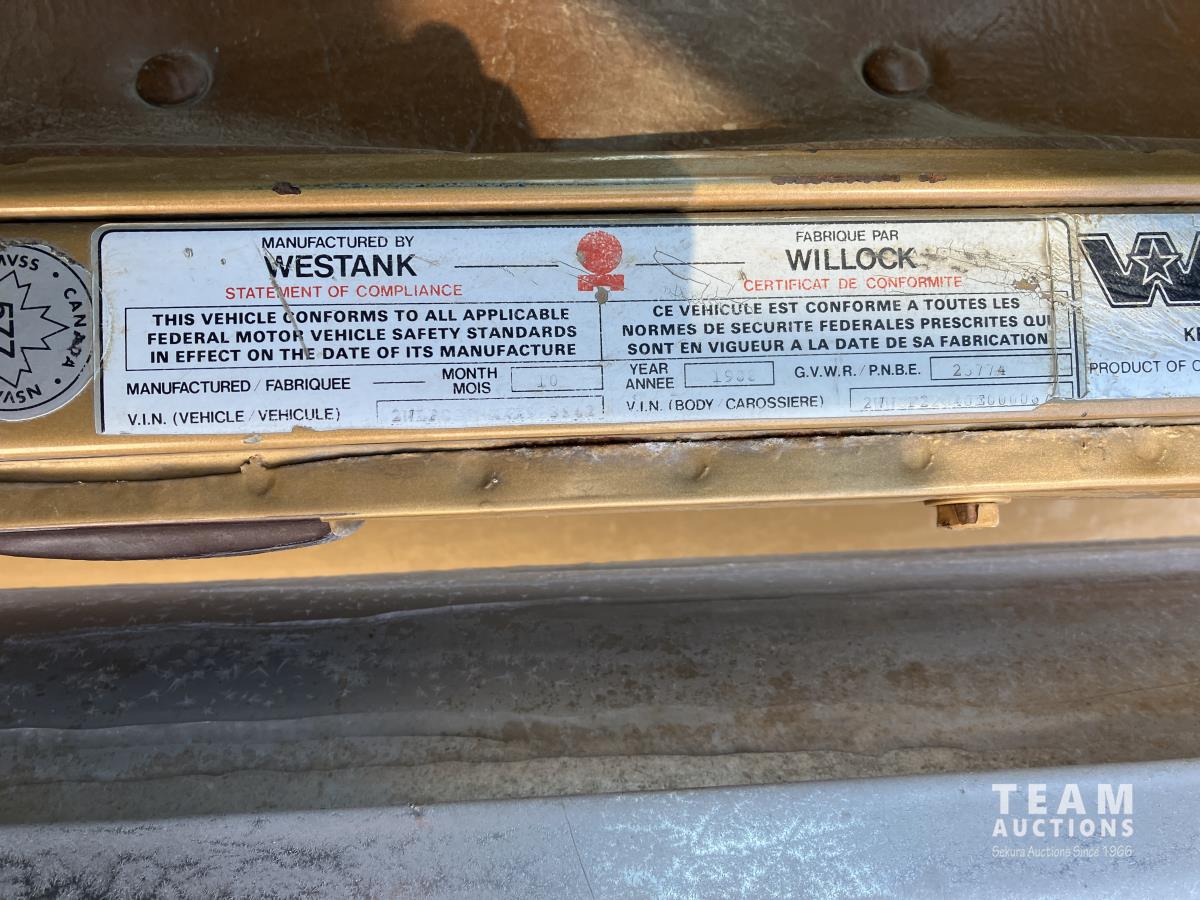 MVSS • CANADA • NSV
577
MANUFACTURED BY
WESTANK
STATEMENT OF COMPLIANCE
THIS VEHICLE CONFORMS TO ALL APPLICABLE
FEDERAL MOTOR VEHICLE SAFETY STANDARDS
IN EFFECT ON THE DATE OF ITS MANUFACTURE
FABRIQUE PAR
WILLOCK
CERTIFICAT DE CONFORMITE
CE VEHICULE EST CONFORME A TOUTES LES
NORMES DE SECURITE FEDERALES PRESCRITES QUI
SONT EN VIGUEUR A LA DATE DE SA FABRICATION
MANUFACTURED / FABRIQUEE
MONTH
MOIS
10
YEAR
ANNEE
G.V.W.R./P.N.B.E.
V.I.N. (VEHICLE / VEHICULE)
V.I.N. (BODY / CAROSSIERE)
PRODUCT OF
TEAM
AUCTIONS
Sekura Auctions Since 1966